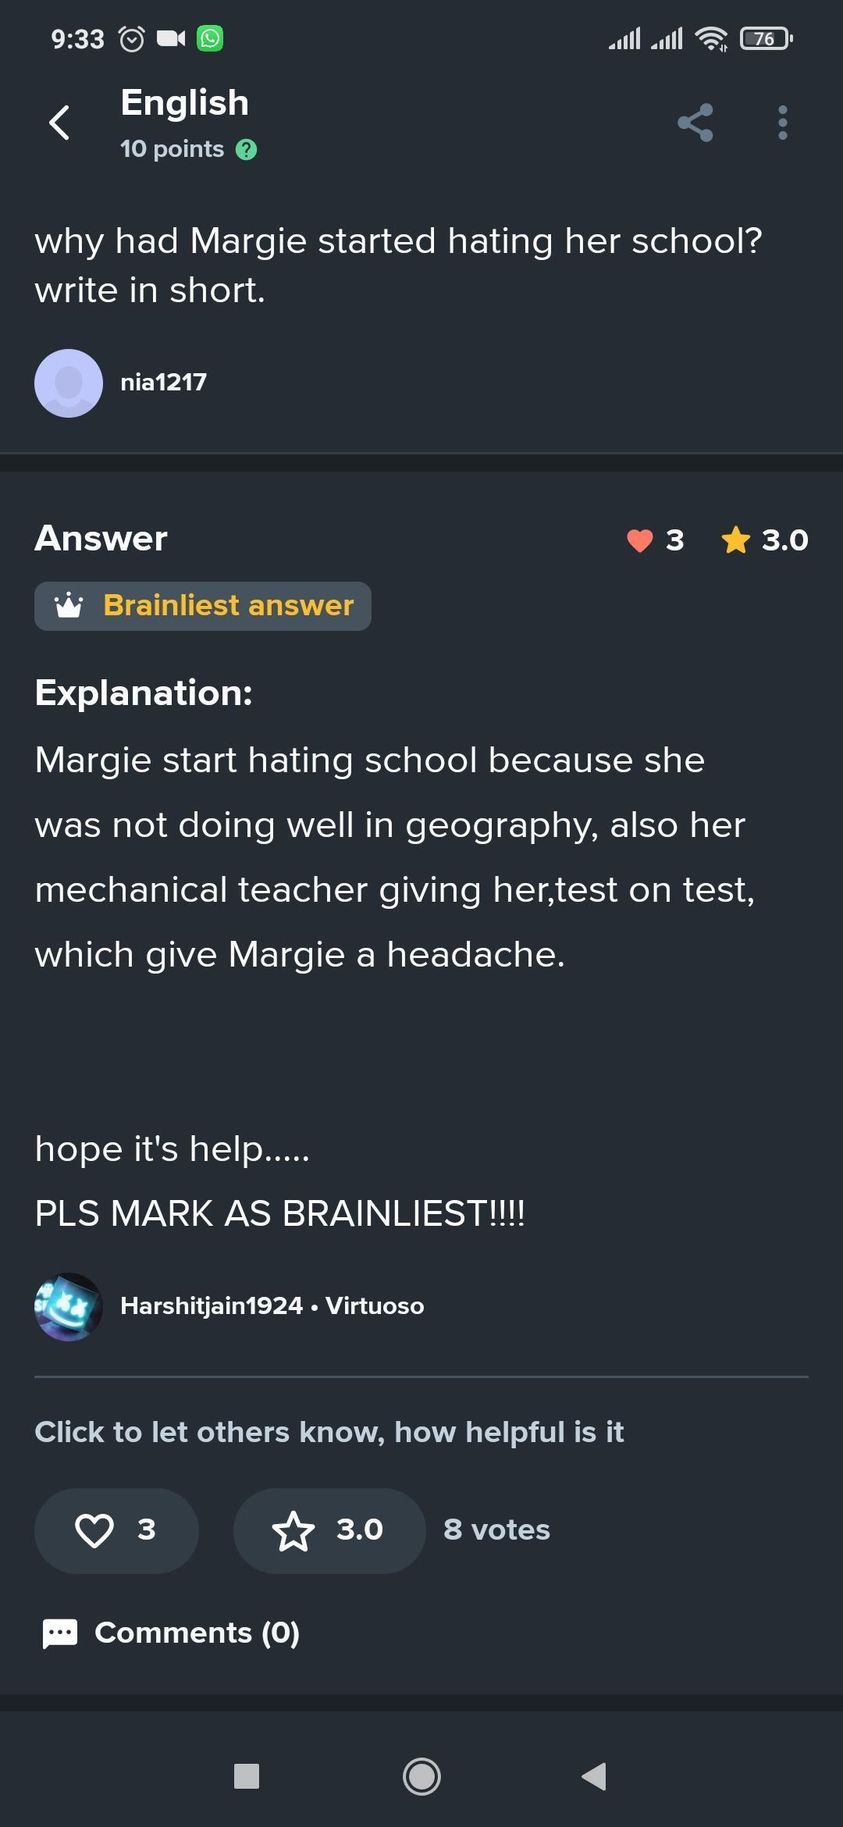 9:33
76
English
10 points ?
why had Margie started hating her school?
write in short.
nia1217
Answer
3 3.0
Brainliest answer
Explanation:
Margie start hating school because she
was not doing well in geography, also her
mechanical teacher giving her,test on test,
which give Margie a headache.
hope it's help.....
PLS MARK AS BRAINLIEST!!!!
Harshitjain1924 • Virtuoso
Click to let others know, how helpful is it
3 3.0 8 votes
Comments (0)